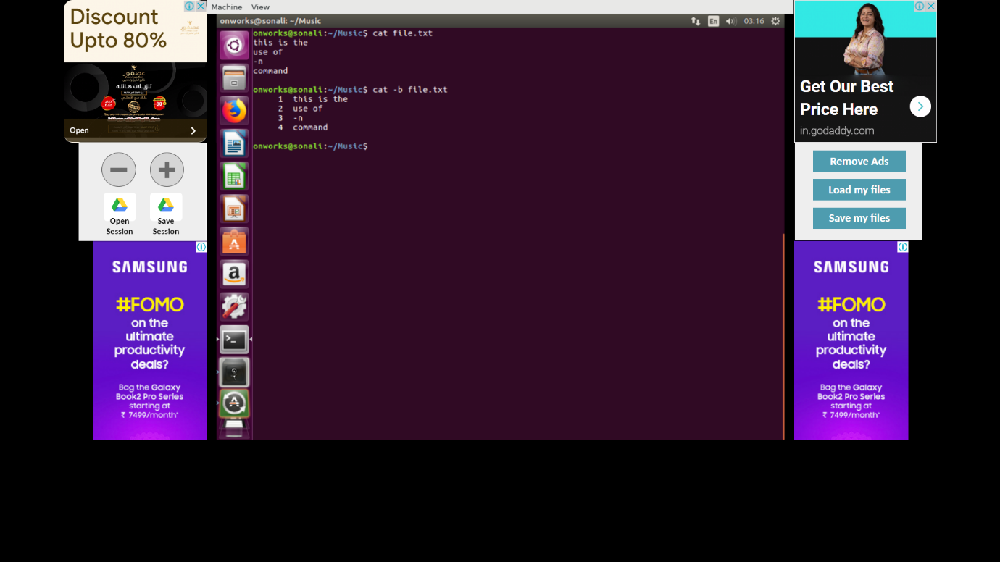 Discount
Upto 80%
عصفور
تنزيلات هائلة
Open
Open
Session
Save
Session
SAMSUNG
#FOMO
on the
ultimate
productivity
deals?
Bag the Galaxy
Book2 Pro Series
starting at
₹ 7499/month*
Machine View
onworks@sonali: ~/Music
En 03:16
onworks@sonali:~/Music$ cat file.txt
this is the
use of
-n
command
onworks@sonali:~/Music$ cat -b file.txt
1 this is the
2 use of
3 -n
4 command
onworks@sonali:~/Music$
Get Our Best
Price Here
in.godaddy.com
Remove Ads
Load my files
Save my files
SAMSUNG
#FOMO
on the
ultimate
productivity
deals?
Bag the Galaxy
Book2 Pro Series
starting at
₹ 7499/month*